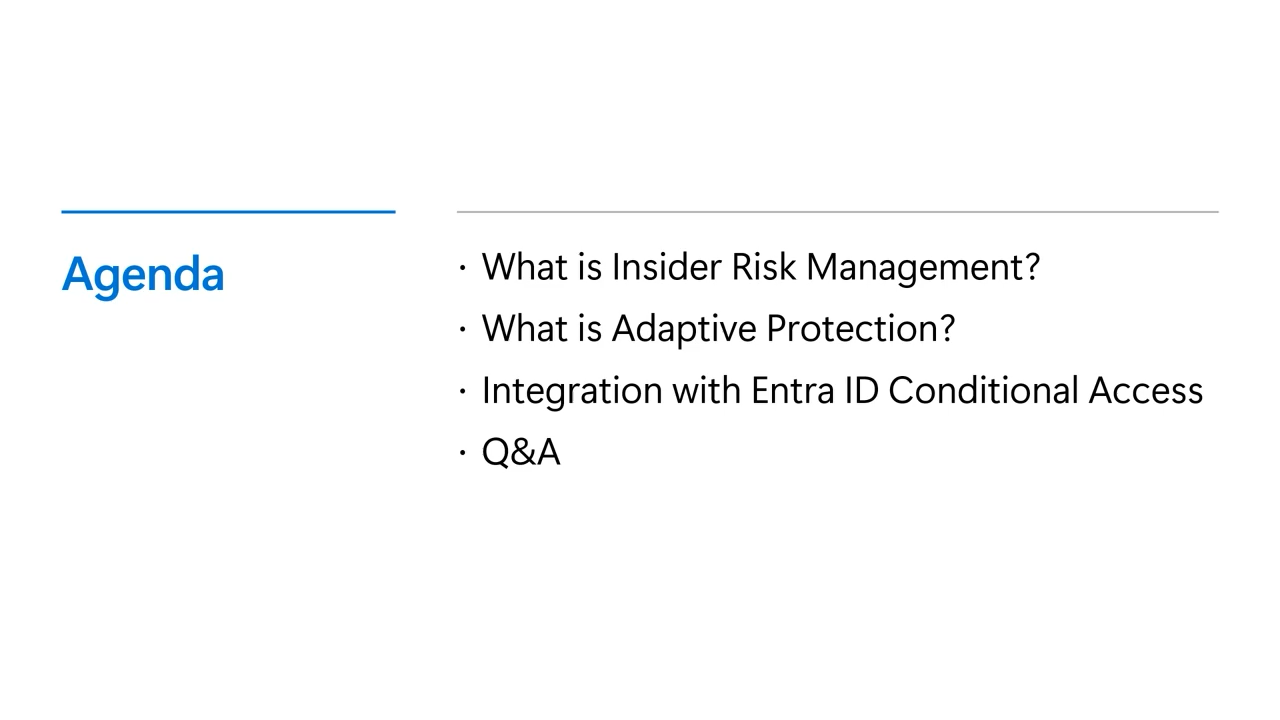 Agenda
· What is Insider Risk Management?
· What is Adaptive Protection?
· Integration with Entra ID Conditional Access
· Q&A